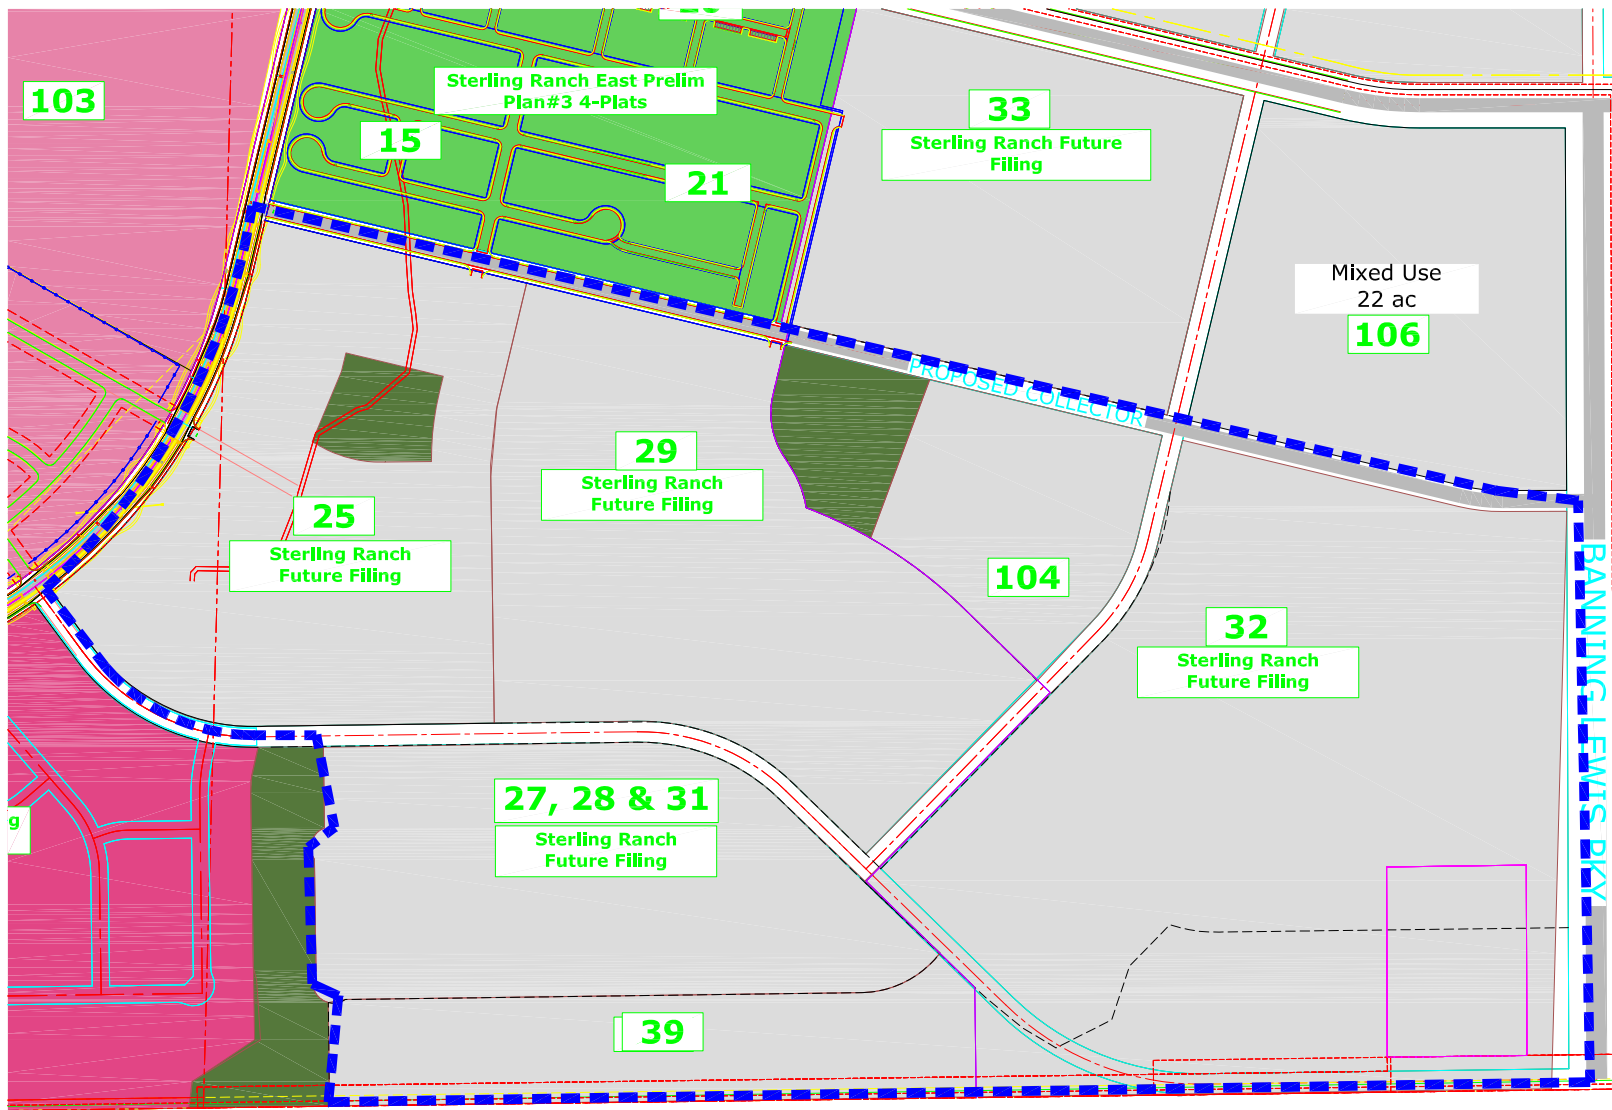 103
Sterling Ranch East Prelim
Plan#3 4-Plats
15
21
33
Sterling Ranch Future
Filing
Mixed Use
22 ac
106
PROPOSED COLLECTOR
29
Sterling Ranch
Future Filing
25
Sterling Ranch
Future Filing
104
32
Sterling Ranch
Future Filing
BANNING LEWIS PKY
27, 28 & 31
Sterling Ranch
Future Filing
g
39